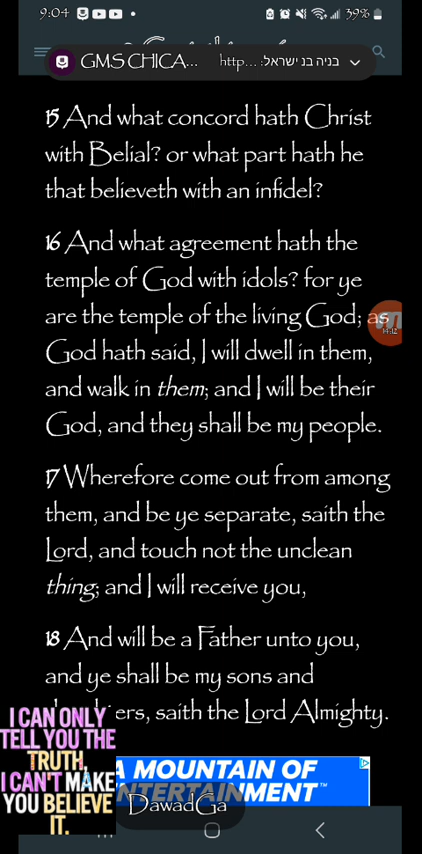 9:04 39%
GMS CHICA... http... :בניה בני ישראל
15 And what concord hath Christ
with Belial? or what part hath he
that believeth with an infidel?
16 And what agreement hath the
temple of God with idols? for ye
are the temple of the living God; as
God hath said, I will dwell in them,
and walk in them; and I will be their
God, and they shall be my people.
17 Wherefore come out from among
them, and be ye separate, saith the
Lord, and touch not the unclean
thing; and I will receive you,
18 And will be a Father unto you,
and ye shall be my sons and
ers, saith the Lord Almighty.
I CAN ONLY
TELL YOU THE
TRUTH,
I CAN'T MAKE
YOU BELIEVE
IT.
A MOUNTAIN OF
ENTERTAINMENT™
DawadGa